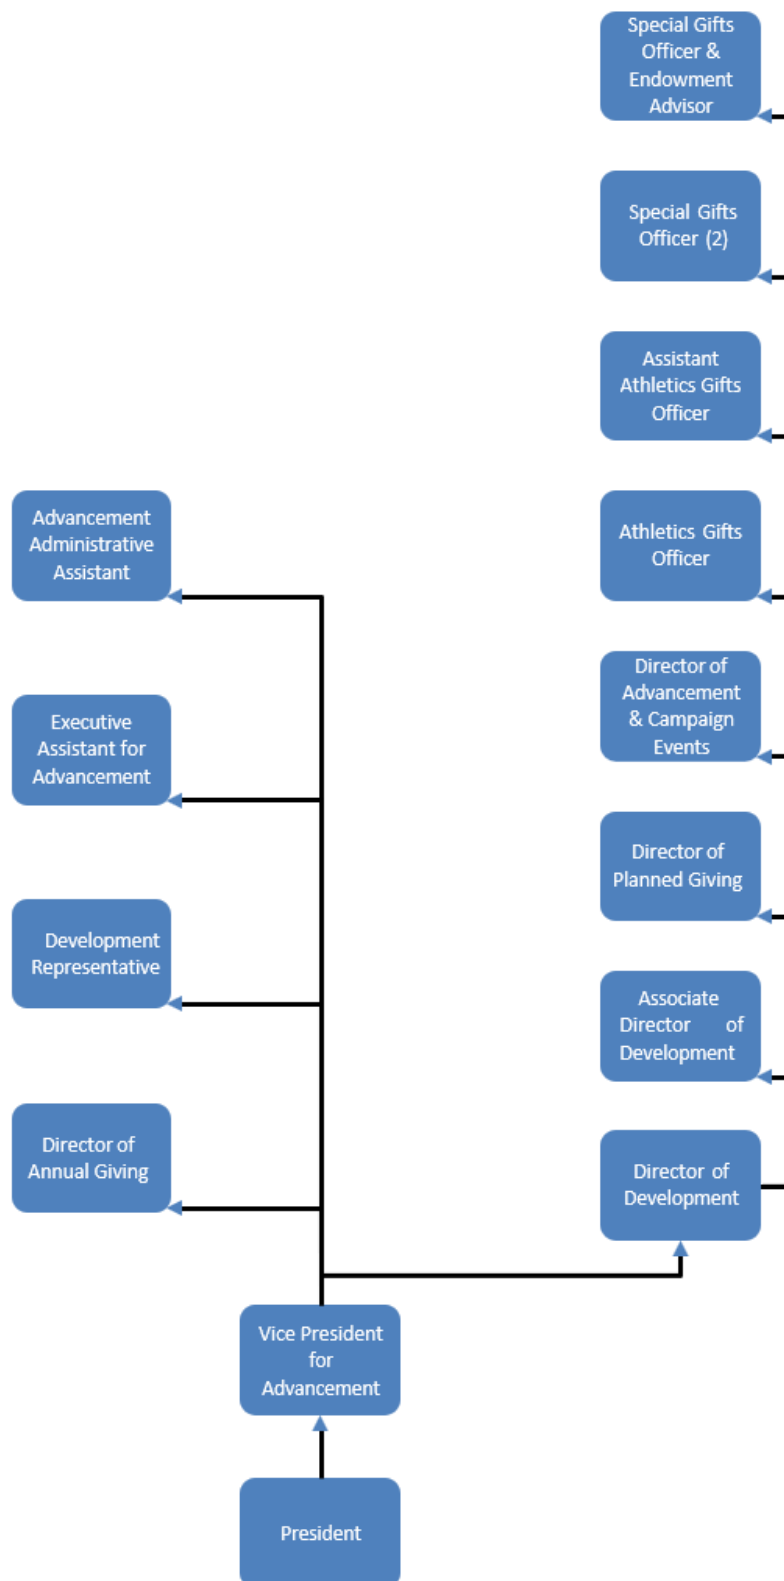 Special Gifts
Officer &
Endowment
Advisor
Special Gifts
Officer (2)
Assistant
Athletics Gifts
Officer
Advancement
Administrative
Assistant
Athletics Gifts
Officer
Director of
Advancement
& Campaign
Events
Executive
Assistant for
Advancement
Director of
Planned Giving
Development
Representative
Associate
Director of
Development
Director of
Annual Giving
Director of
Development
Vice President
for
Advancement
President